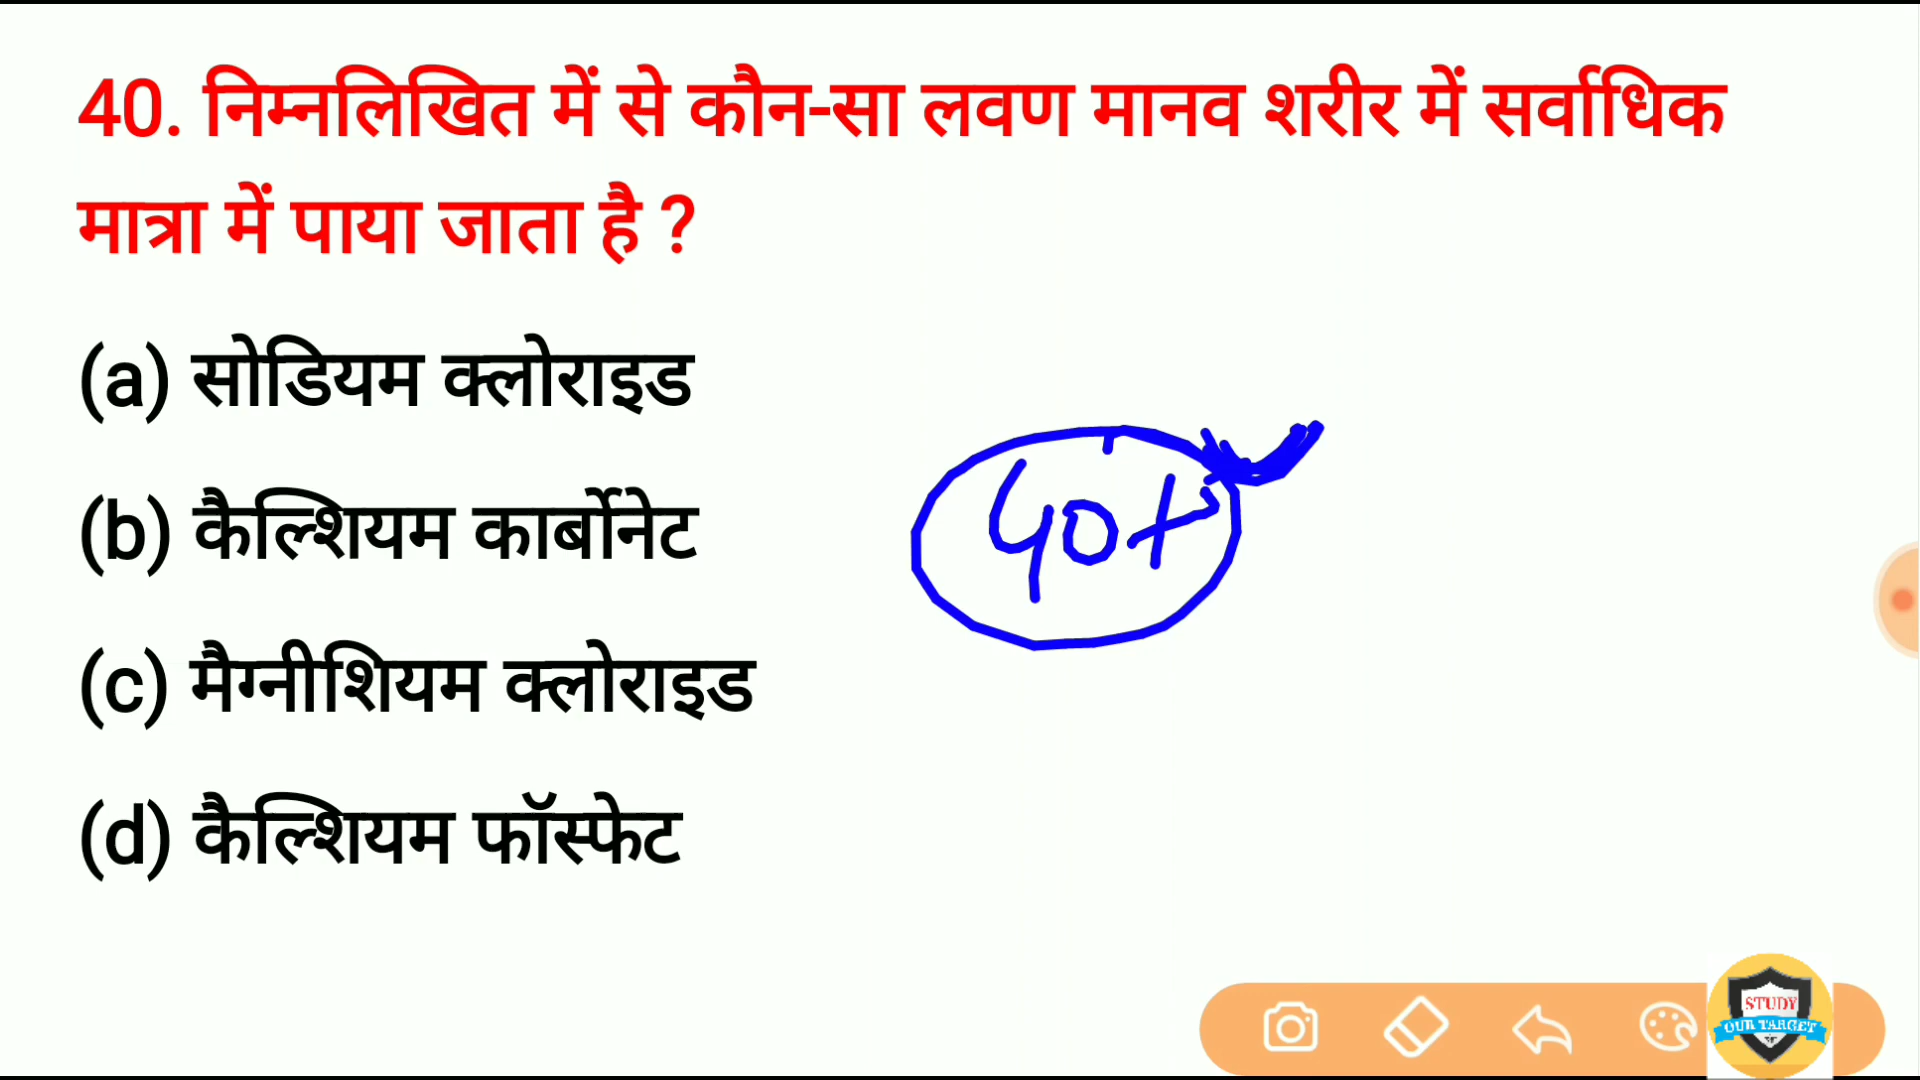 40. निम्नलिखित में से कौन-सा लवण मानव शरीर में सर्वाधिक
मात्रा में पाया जाता है ?
(a) सोडियम क्लोराइड
(b) कैल्शियम कार्बोनेट
40+
(c) मैग्नीशियम क्लोराइड
(d) कैल्शियम फॉस्फेट
STUDY
OUR TARGET